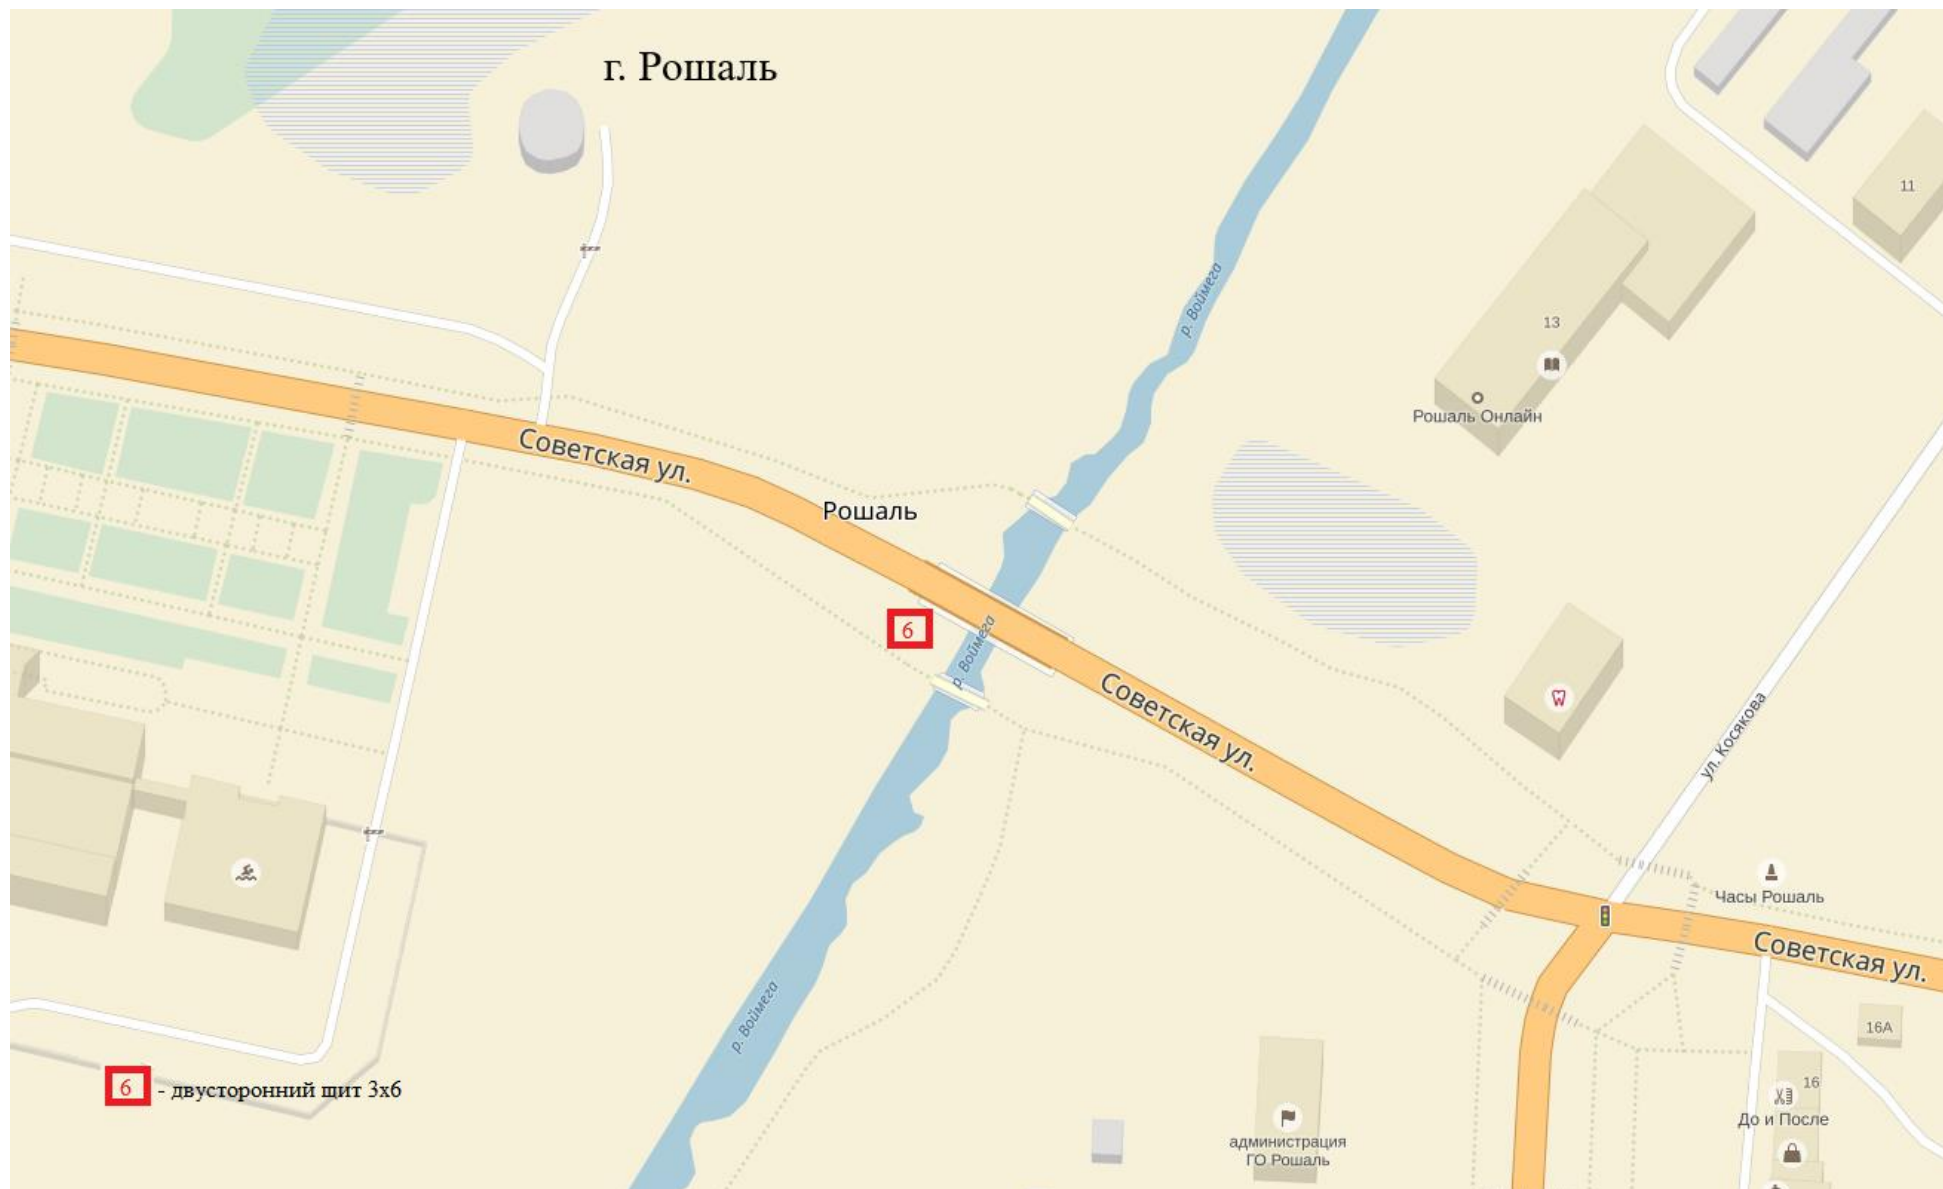 г. Рошаль
11
р. Воймега
13
Рошаль Онлайн
Советская ул.
Рошаль
6
р. Воймега
Советская ул.
ул. Косякова
Часы Рошаль
Советская ул.
р. Воймега
16А
6 - двусторонний щит 3х6
16
До и После
администрация
ГО Рошаль